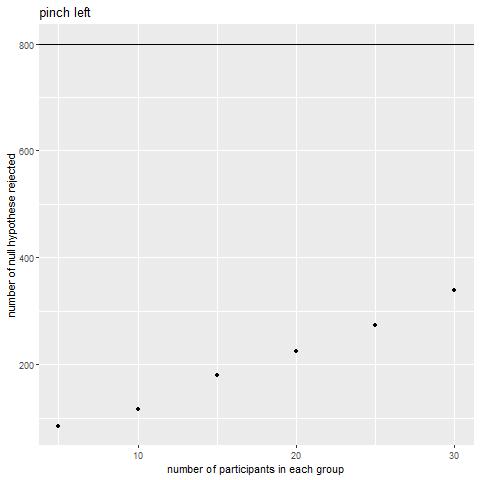 pinch left
number of null hypothese rejected
800
600
400
200
10
20
30
number of participants in each group